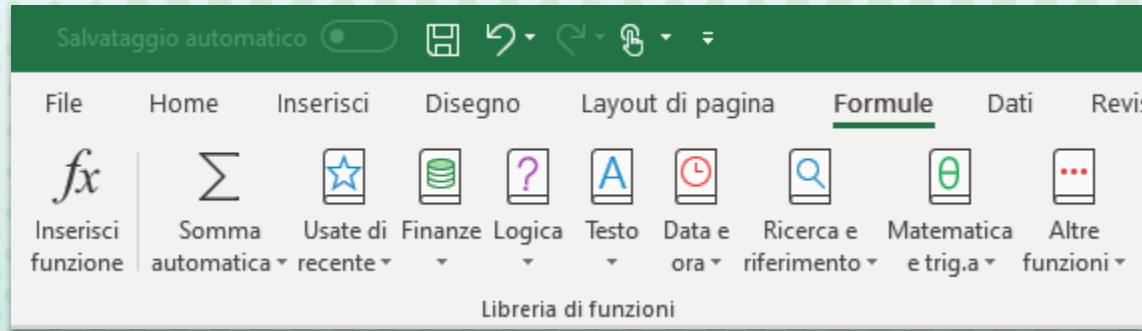 Salvataggio automatico
File Home Inserisci Disegno Layout di pagina Formule Dati
fx Σ ? A θ
Inserisci Somma Usate di Finanze Logica Testo Data e Ricerca e Matematica Altre
funzione automatica recente ora riferimento e trig.a funzioni
Libreria di funzioni